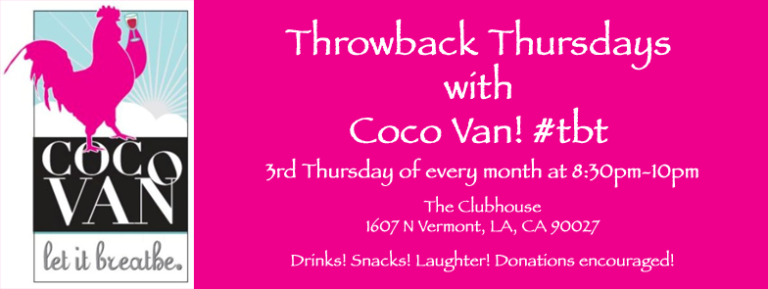 COCO
VAN
let it breathe.
Throwback Thursdays
with
Coco Van! #tbt
3rd Thursday of every month at 8:30pm-10pm
The Clubhouse
1607 N Vermont, LA, CA 90027
Drinks! Snacks! Laughter! Donations encouraged!